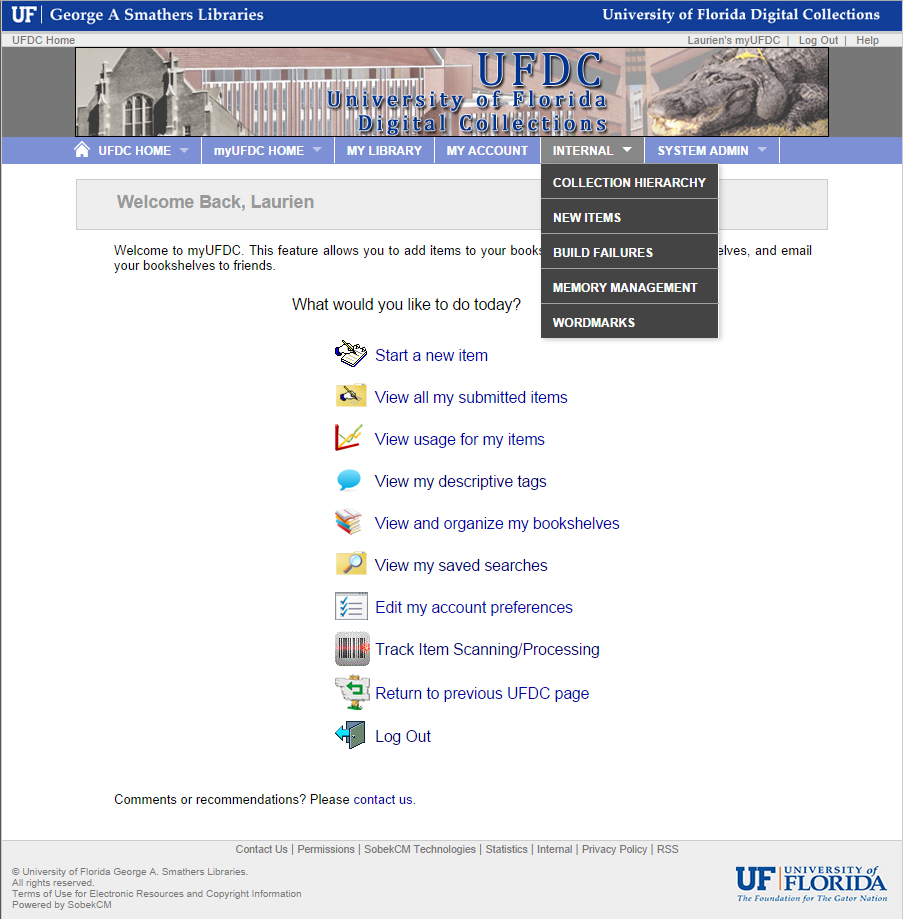 UF George A Smathers Libraries University of Florida Digital Collections
UFDC Home Laurien's myUFDC | Log Out | Help
UFDC
University of Florida
Digital Collections
UFDC HOME myUFDC HOME MY LIBRARY MY ACCOUNT INTERNAL SYSTEM ADMIN
COLLECTION HIERARCHY
NEW ITEMS
BUILD FAILURES
MEMORY MANAGEMENT
WORDMARKS
Welcome Back, Laurien
Welcome to myUFDC. This feature allows you to add items to your elves, and email
your bookshelves to friends.
What would you like to do today?
Start a new item
View all my submitted items
View usage for my items
View my descriptive tags
View and organize my bookshelves
View my saved searches
Edit my account preferences
Track Item Scanning/Processing
Return to previous UFDC page
Log Out
Comments or recommendations? Please contact us.
Contact Us | Permissions | SobekCM Technologies | Statistics | Internal | Privacy Policy | RSS
© University of Florida George A. Smathers Libraries.
All rights reserved.
Terms of Use for Electronic Resources and Copyright Information
Powered by SobekCM
UF UNIVERSITY of
FLORIDA
The Foundation for The Gator Nation